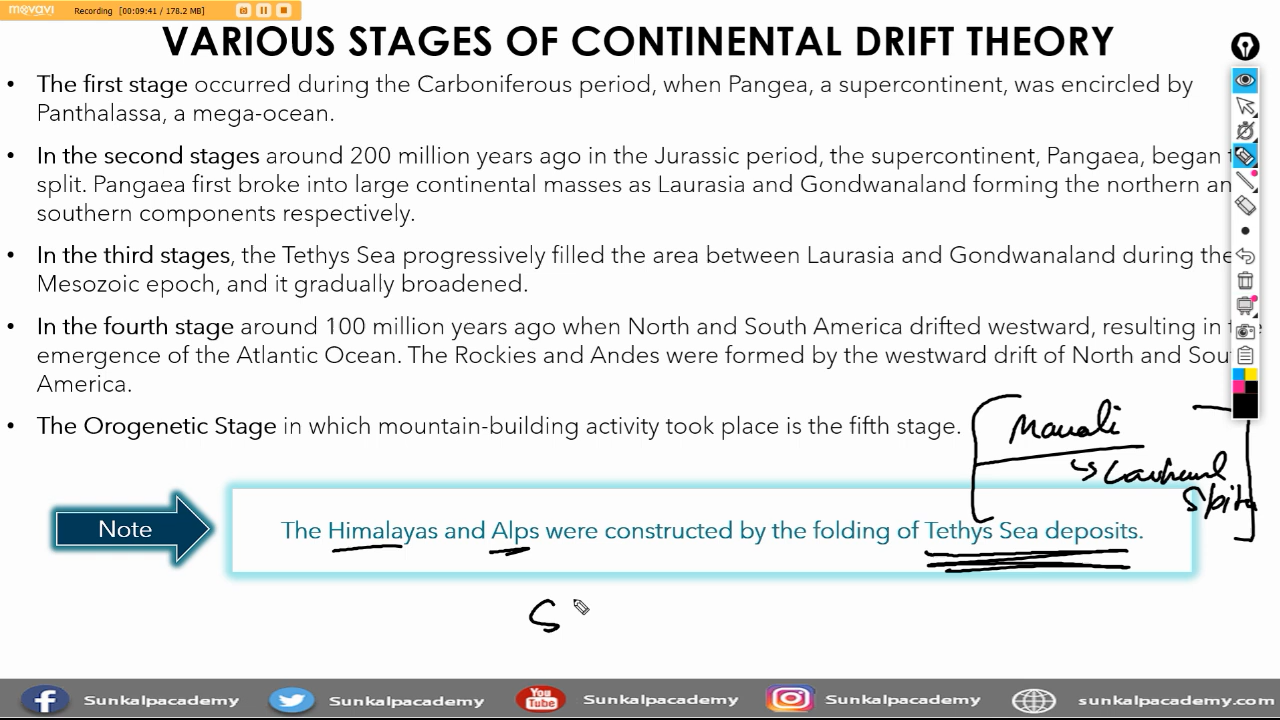 movavi
Recording [00:09:41 / 178.2 MB]
VARIOUS STAGES OF CONTINENTAL DRIFT THEORY
• The first stage occurred during the Carboniferous period, when Pangea, a supercontinent, was encircled by
Panthalassa, a mega-ocean.
• In the second stages around 200 million years ago in the Jurassic period, the supercontinent, Pangaea, began
split. Pangaea first broke into large continental masses as Laurasia and Gondwanaland forming the northern an
southern components respectively.
• In the third stages, the Tethys Sea progressively filled the area between Laurasia and Gondwanaland during the
Mesozoic epoch, and it gradually broadened.
• In the fourth stage around 100 million years ago when North and South America drifted westward, resulting in
emergence of the Atlantic Ocean. The Rockies and Andes were formed by the westward drift of North and Sou
America.
• The Orogenetic Stage in which mountain-building activity took place is the fifth stage.
Manali
Spity
Note
The Himalayas and Alps were constructed by the folding of Tethys Sea deposits.
S
Sunkalpacademy Sunkalpacademy You Tube Sunkalpacademy Sunkalpacademy sunkalpacademy.com